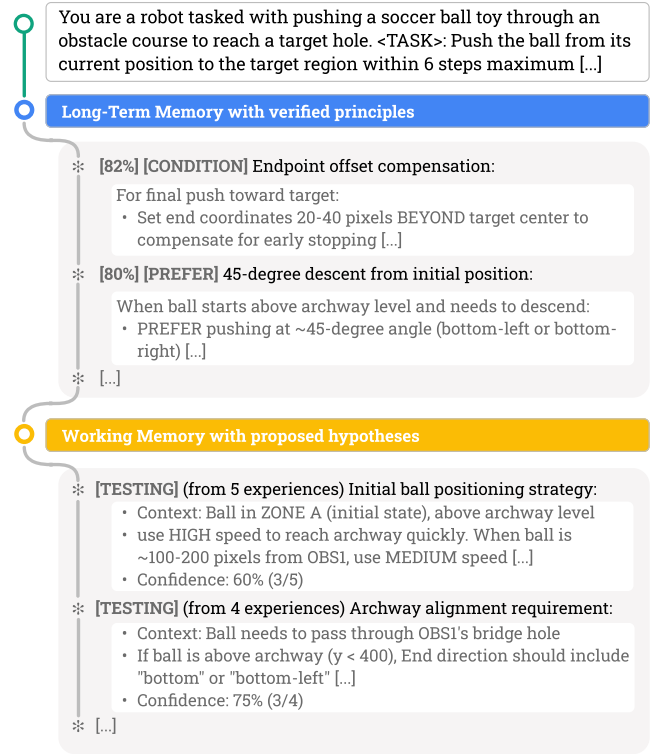 You are a robot tasked with pushing a soccer ball toy through an
obstacle course to reach a target hole. <TASK>: Push the ball from its
current position to the target region within 6 steps maximum [...]
Long-Term Memory with verified principles
[82%] [CONDITION] Endpoint offset compensation:
For final push toward target:
• Set end coordinates 20-40 pixels BEYOND target center to
compensate for early stopping [...]
[80%] [PREFER] 45-degree descent from initial position:
When ball starts above archway level and needs to descend:
• PREFER pushing at ~45-degree angle (bottom-left or bottom-
right) [...]
[...]
Working Memory with proposed hypotheses
[TESTING] (from 5 experiences) Initial ball positioning strategy:
• Context: Ball in ZONE A (initial state), above archway level
• use HIGH speed to reach archway quickly. When ball is
~100-200 pixels from OBS1, use MEDIUM speed [...]
• Confidence: 60% (3/5)
[TESTING] (from 4 experiences) Archway alignment requirement:
• Context: Ball needs to pass through OBS1's bridge hole
• If ball is above archway (y < 400), End direction should include
"bottom" or "bottom-left" [...]
• Confidence: 75% (3/4)
[...]